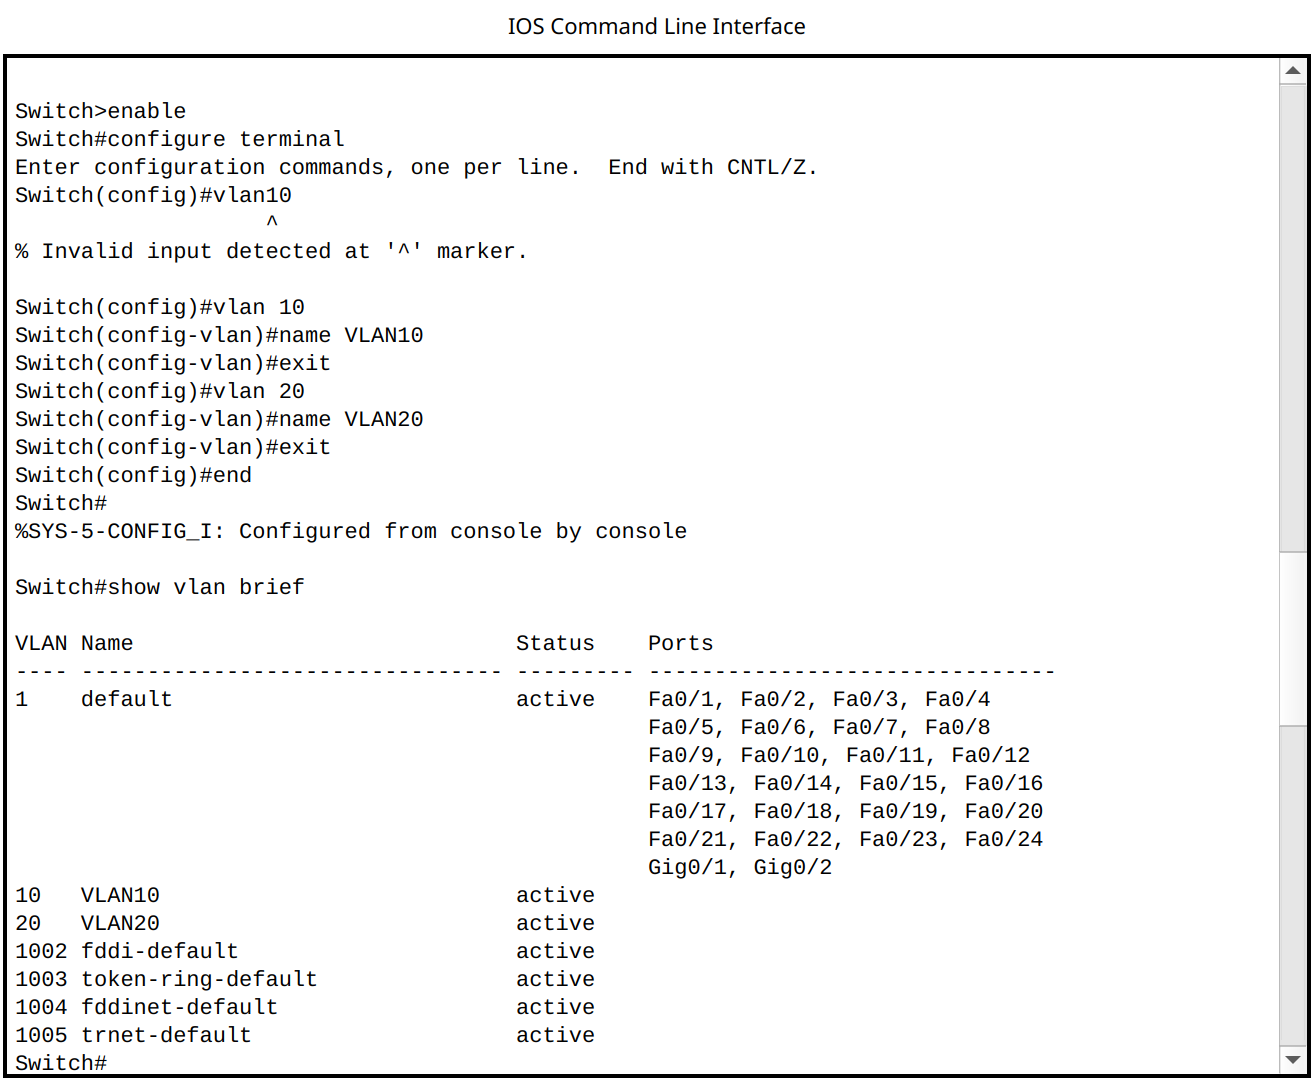 IOS Command Line Interface
Switch>enable
Switch#configure terminal
Enter configuration commands, one per line.  End with CNTL/Z.
Switch(config)#vlan10
                   ^
% Invalid input detected at '^' marker.
Switch(config)#vlan 10
Switch(config-vlan)#name VLAN10
Switch(config-vlan)#exit
Switch(config)#vlan 20
Switch(config-vlan)#name VLAN20
Switch(config-vlan)#exit
Switch(config)#end
Switch#
%SYS-5-CONFIG_I: Configured from console by console
Switch#show vlan brief
VLAN Name                             Status    Ports
---- -------------------------------- --------- -------------------------------
1    default                          active    Fa0/1, Fa0/2, Fa0/3, Fa0/4
                                                Fa0/5, Fa0/6, Fa0/7, Fa0/8
                                                Fa0/9, Fa0/10, Fa0/11, Fa0/12
                                                Fa0/13, Fa0/14, Fa0/15, Fa0/16
                                                Fa0/17, Fa0/18, Fa0/19, Fa0/20
                                                Fa0/21, Fa0/22, Fa0/23, Fa0/24
                                                Gig0/1, Gig0/2
10   VLAN10                           active
20   VLAN20                           active
1002 fddi-default                     active
1003 token-ring-default               active
1004 fddinet-default                  active
1005 trnet-default                    active
Switch#